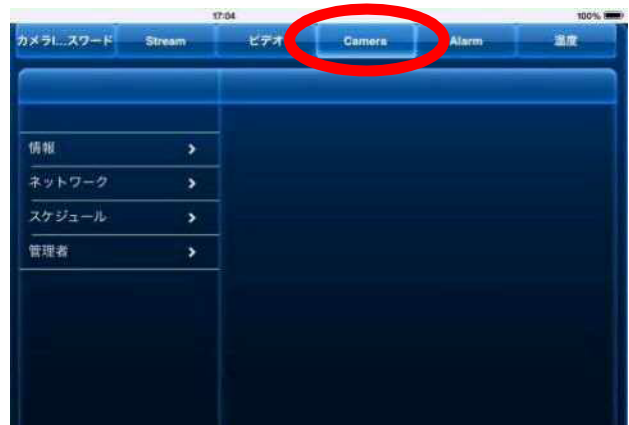 17:04 100%
カメラI...スワード Stream ビデオ Camera Alarm 温度
情報
ネットワーク
スケジュール
管理者